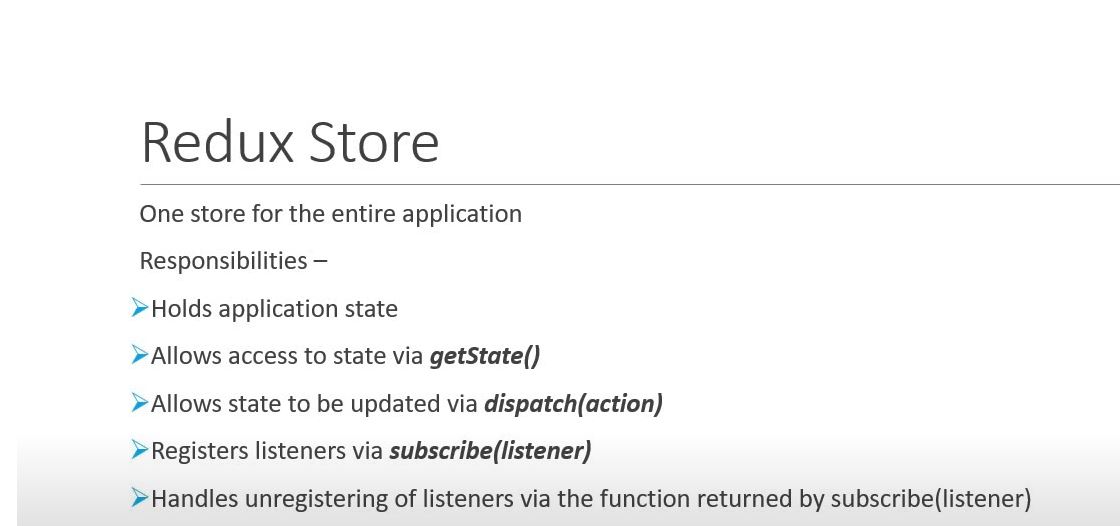 Redux Store
One store for the entire application
Responsibilities –
➢Holds application state
➢Allows access to state via getState()
➢Allows state to be updated via dispatch(action)
➢Registers listeners via subscribe(listener)
➢Handles unregistering of listeners via the function returned by subscribe(listener)